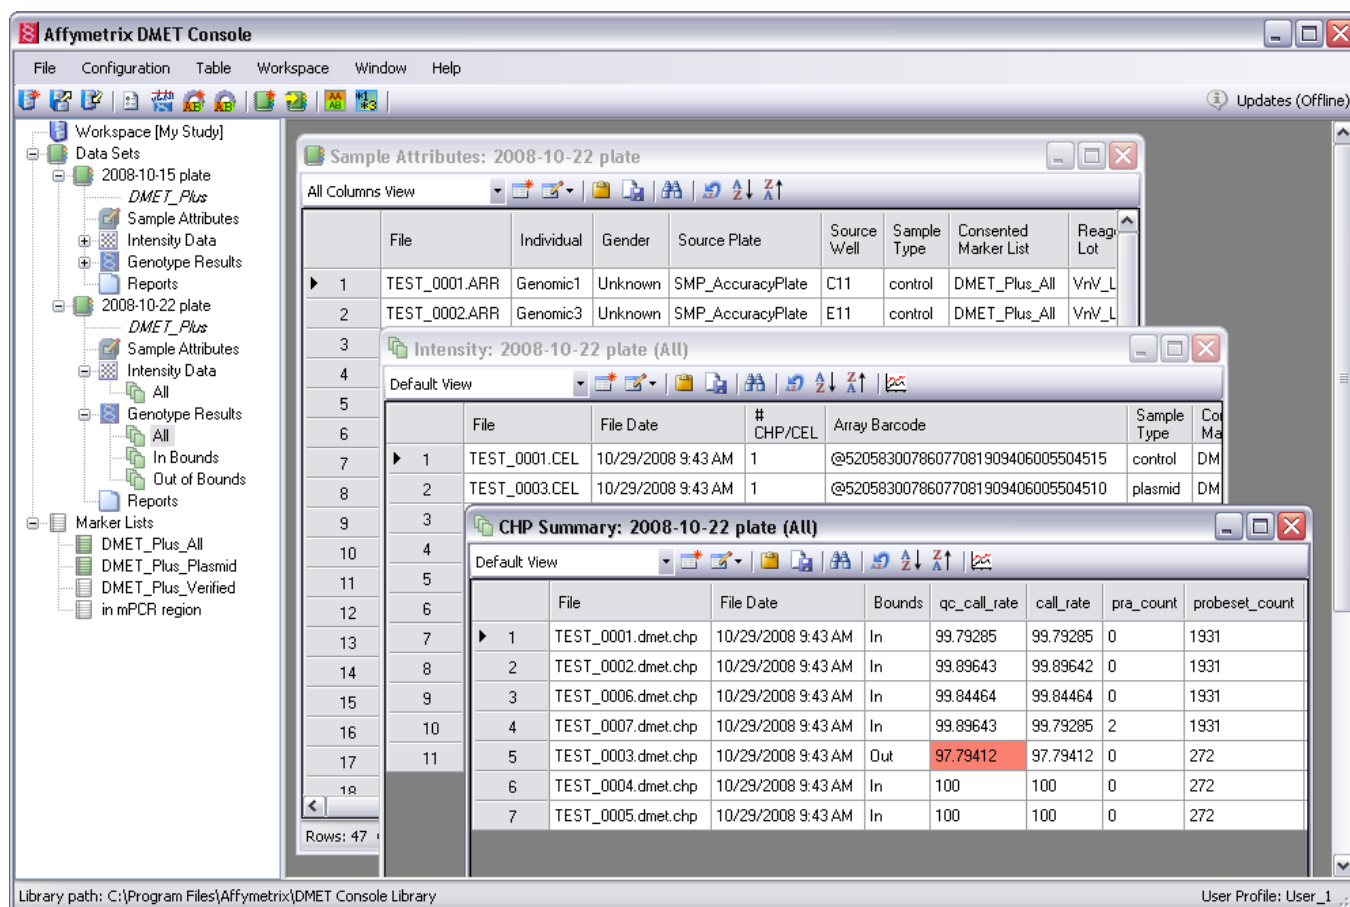 Affymetrix DMET Console
File Configuration Table Workspace Window Help
Updates (Offline)
Workspace [My Study]
Data Sets
2008-10-15 plate
DMET_Plus
Sample Attributes
Intensity Data
Genotype Results
Reports
2008-10-22 plate
DMET_Plus
Sample Attributes
Intensity Data
All
Genotype Results
All
In Bounds
Out of Bounds
Reports
Marker Lists
DMET_Plus_All
DMET_Plus_Plasmid
DMET_Plus_Verified
in mPCR region
Sample Attributes: 2008-10-22 plate
All Columns View
File Individual Gender Source Plate Source Well Sample Type Consented Marker List Reag Lot
1 TEST_0001.ARR Genomic1 Unknown SMP_AccuracyPlate C11 control DMET_Plus_All VnV_L
2 TEST_0002.ARR Genomic3 Unknown SMP_AccuracyPlate E11 control DMET_Plus_All VnV_L
3
4
5
6
7
8
9
10
11
12
13
14
15
16
17
18
Rows: 47
Intensity: 2008-10-22 plate (All)
Default View
File File Date # CHP/CEL Array Barcode Sample Type Co Ma
1 TEST_0001.CEL 10/29/2008 9:43 AM 1 @52058300786077081909406005504515 control DM
2 TEST_0003.CEL 10/29/2008 9:43 AM 1 @52058300786077081909406005504510 plasmid DM
3
4
5
6
7
8
9
10
11
CHP Summary: 2008-10-22 plate (All)
Default View
File File Date Bounds qc_call_rate call_rate pra_count probeset_count
1 TEST_0001.dmet.chp 10/29/2008 9:43 AM In 99.79285 99.79285 0 1931
2 TEST_0002.dmet.chp 10/29/2008 9:43 AM In 99.89643 99.89642 0 1931
3 TEST_0006.dmet.chp 10/29/2008 9:43 AM In 99.84464 99.84464 0 1931
4 TEST_0007.dmet.chp 10/29/2008 9:43 AM In 99.89643 99.79285 2 1931
5 TEST_0003.dmet.chp 10/29/2008 9:43 AM Out 97.79412 97.79412 0 272
6 TEST_0004.dmet.chp 10/29/2008 9:43 AM In 100 100 0 272
7 TEST_0005.dmet.chp 10/29/2008 9:43 AM In 100 100 0 272
Library path: C:\Program Files\Affymetrix\DMET Console Library
User Profile: User_1